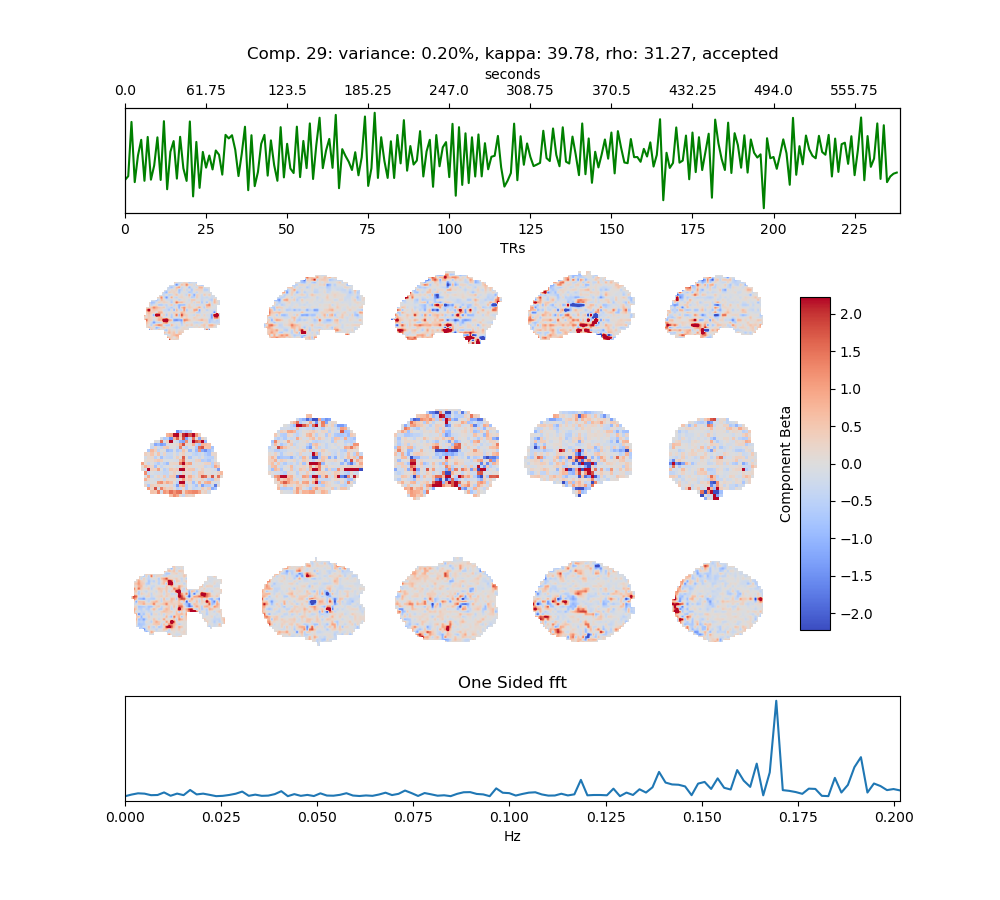 Comp. 29: variance: 0.20%, kappa: 39.78, rho: 31.27, accepted
seconds
0.0 61.75 123.5 185.25 247.0 308.75 370.5 432.25 494.0 555.75
0 25 50 75 100 125 150 175 200 225
TRs
2.0
1.5
1.0
0.5
0.0
−0.5
−1.0
−1.5
−2.0
Component Beta
One Sided fft
0.000 0.025 0.050 0.075 0.100 0.125 0.150 0.175 0.200
Hz